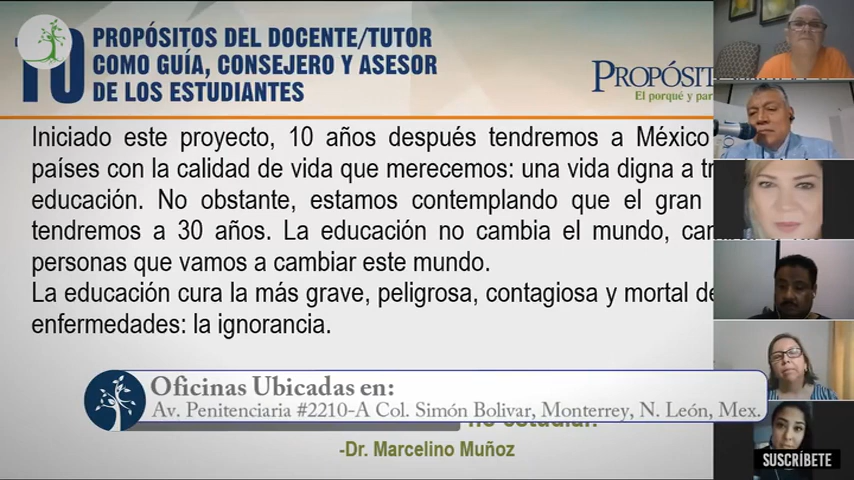 10
PROPÓSITOS DEL DOCENTE/TUTOR
COMO GUÍA, CONSEJERO Y ASESOR
DE LOS ESTUDIANTES
El porqué y
Iniciado este proyecto, 10 años después tendremos a México
países con la calidad de vida que merecemos: una vida digna a
educación. No obstante, estamos contemplando que el gran
tendremos a 30 años. La educación no cambia el mundo,
personas que vamos a cambiar este mundo.
La educación cura la más grave, peligrosa, contagiosa y mortal
enfermedades: la ignorancia.
Oficinas Ubicadas en:
Av. Penitenciaria #2210-A Col. Simón Bolivar, Monterrey, N. León, Mex.
no estudiar.
-Dr. Marcelino Muñoz
SUSCRÍBETE